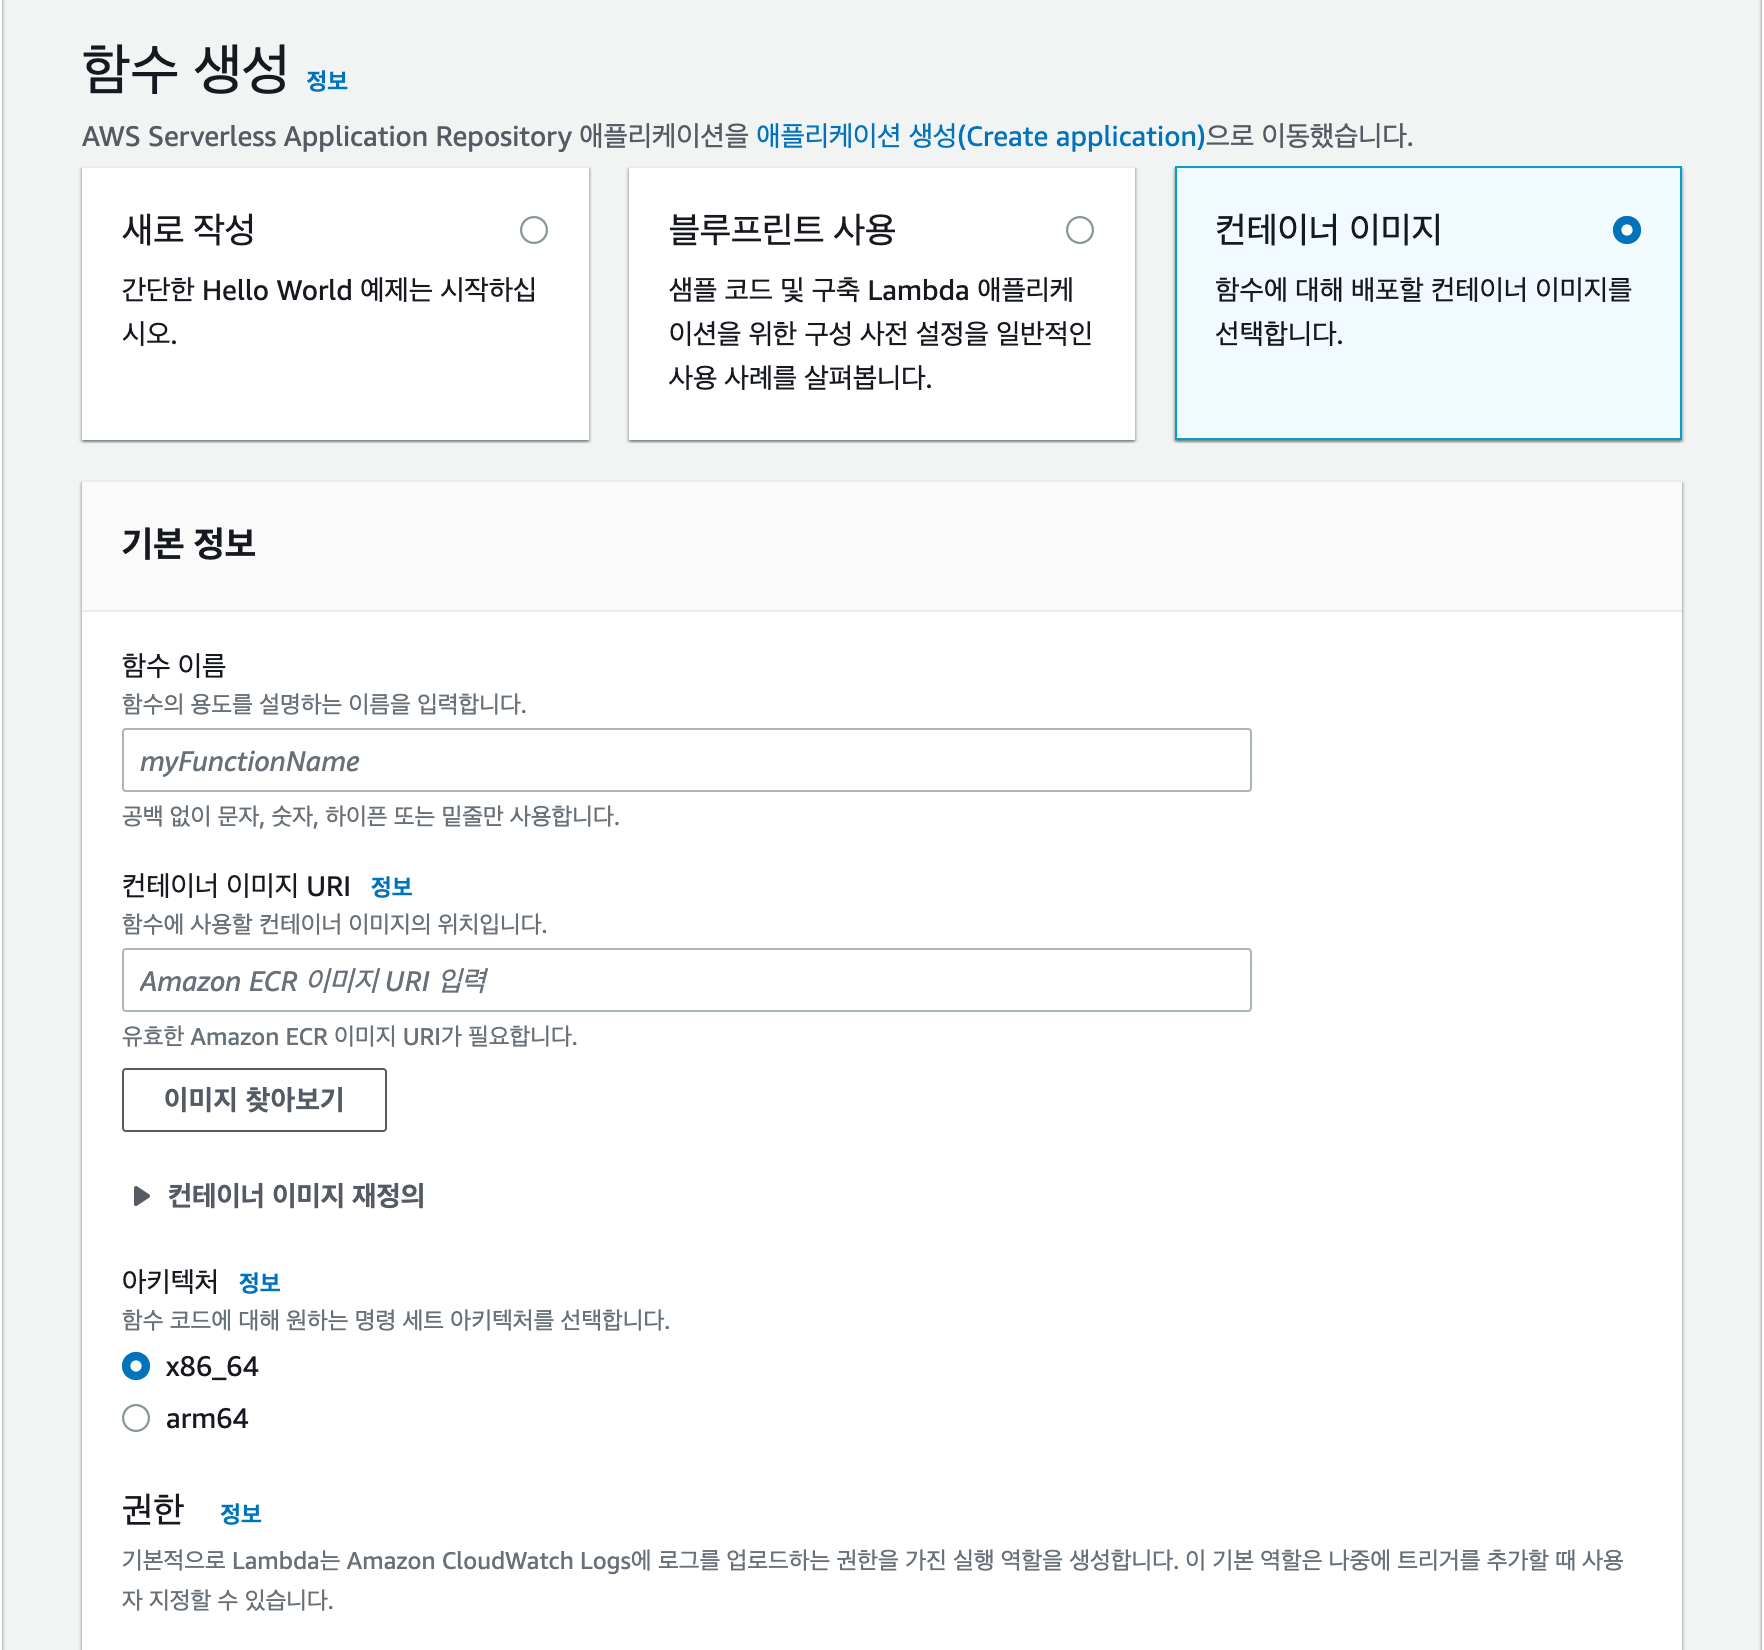 함수 생성 정보
AWS Serverless Application Repository 애플리케이션을 애플리케이션 생성(Create application)으로 이동했습니다.
새로 작성
간단한 Hello World 예제는 시작하십
시오.
블루프린트 사용
샘플 코드 및 구축 Lambda 애플리케
이션을 위한 구성 사전 설정을 일반적인
사용 사례를 살펴봅니다.
컨테이너 이미지
함수에 대해 배포할 컨테이너 이미지를
선택합니다.
기본 정보
함수 이름
함수의 용도를 설명하는 이름을 입력합니다.
myFunctionName
공백 없이 문자, 숫자, 하이픈 또는 밑줄만 사용합니다.
컨테이너 이미지 URI 정보
함수에 사용할 컨테이너 이미지의 위치입니다.
Amazon ECR 이미지 URI 입력
유효한 Amazon ECR 이미지 URI가 필요합니다.
이미지 찾아보기
컨테이너 이미지 재정의
아키텍처 정보
함수 코드에 대해 원하는 명령 세트 아키텍처를 선택합니다.
x86_64
arm64
권한 정보
기본적으로 Lambda는 Amazon CloudWatch Logs에 로그를 업로드하는 권한을 가진 실행 역할을 생성합니다. 이 기본 역할은 나중에 트리거를 추가할 때 사용
자 지정할 수 있습니다.